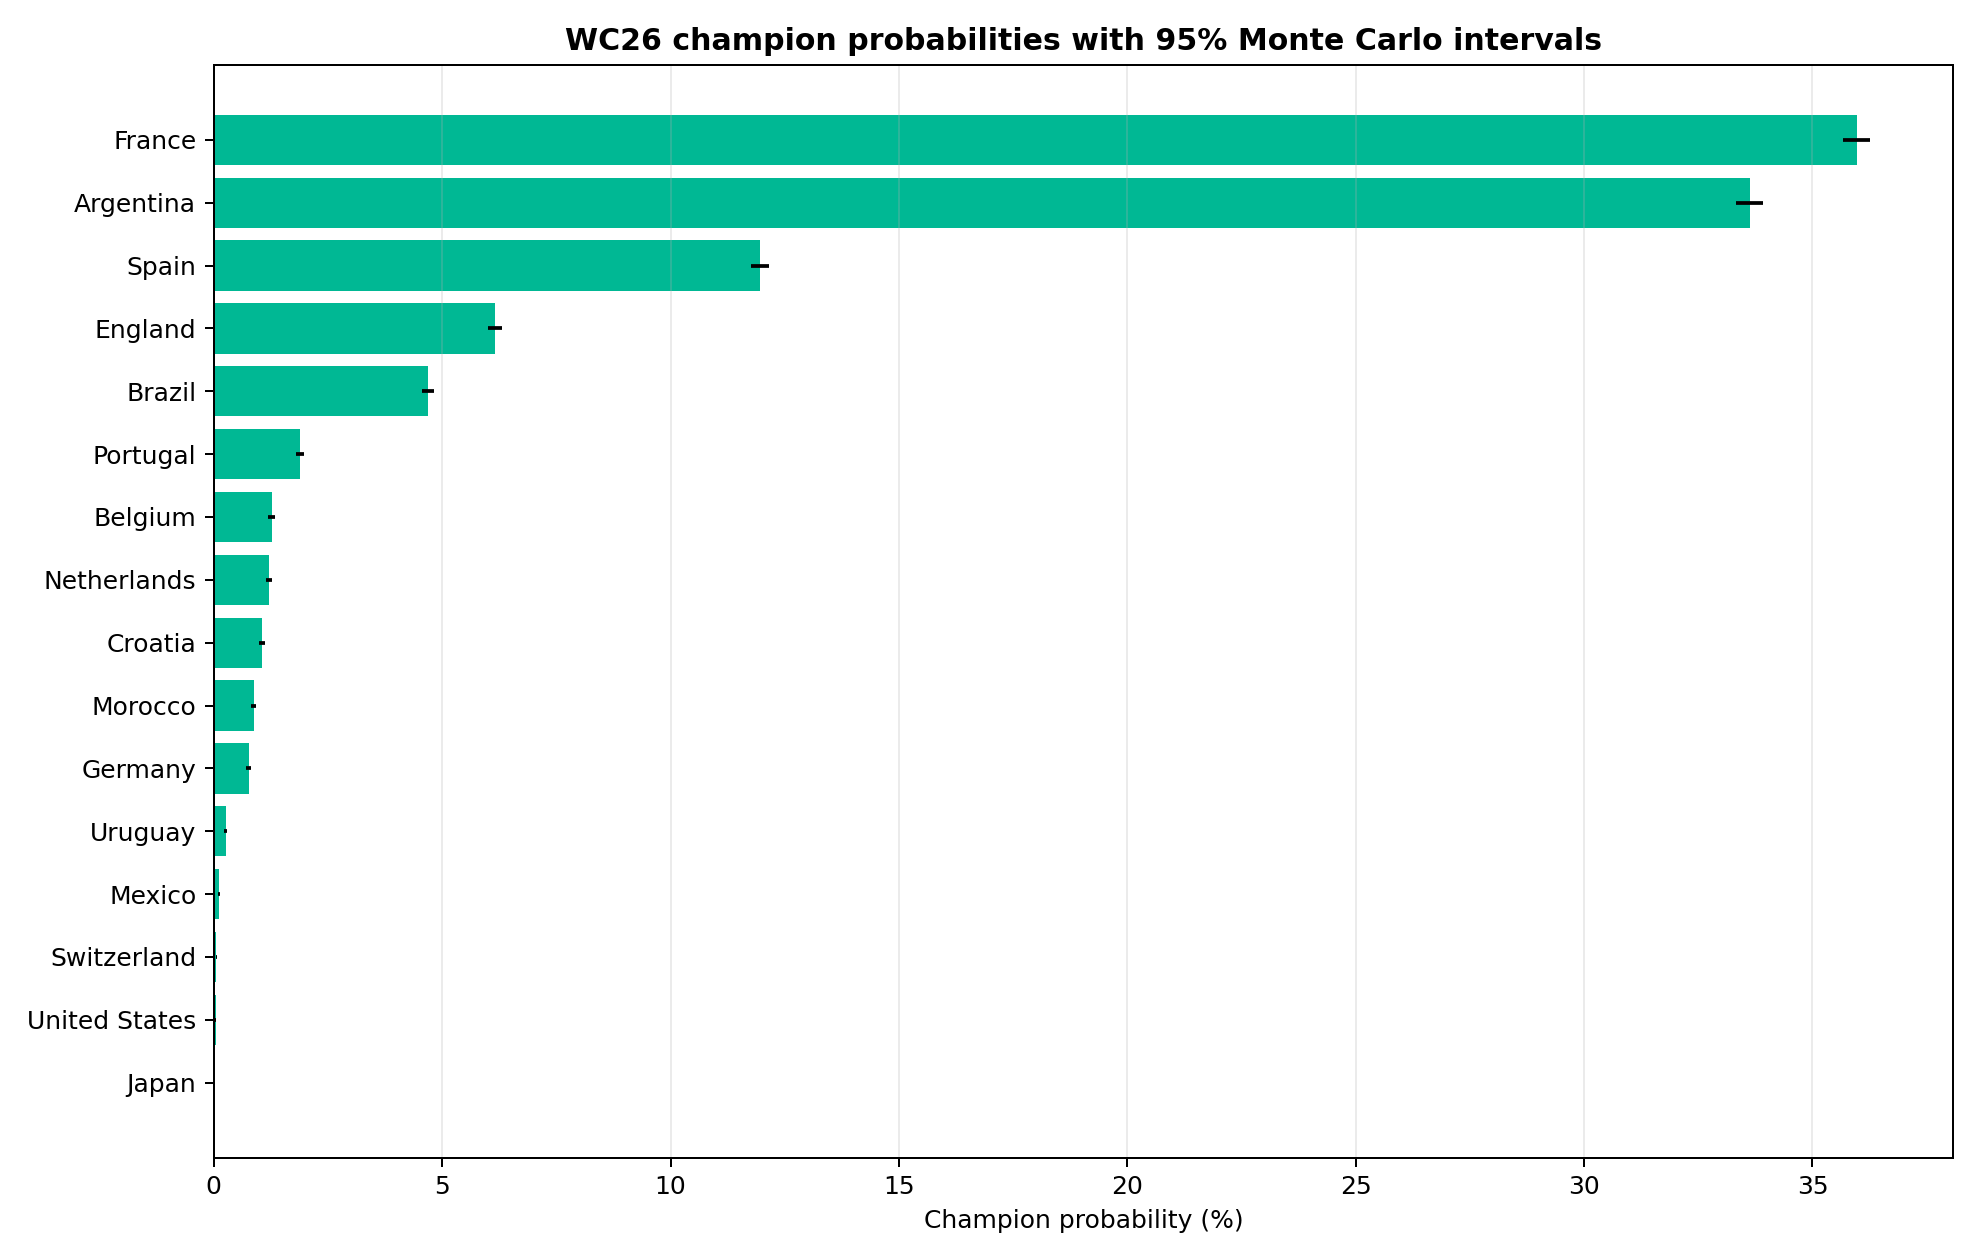 WC26 champion probabilities with 95% Monte Carlo intervals
France
Argentina
Spain
England
Brazil
Portugal
Belgium
Netherlands
Croatia
Morocco
Germany
Uruguay
Mexico
Switzerland
United States
Japan
0 5 10 15 20 25 30 35
Champion probability (%)